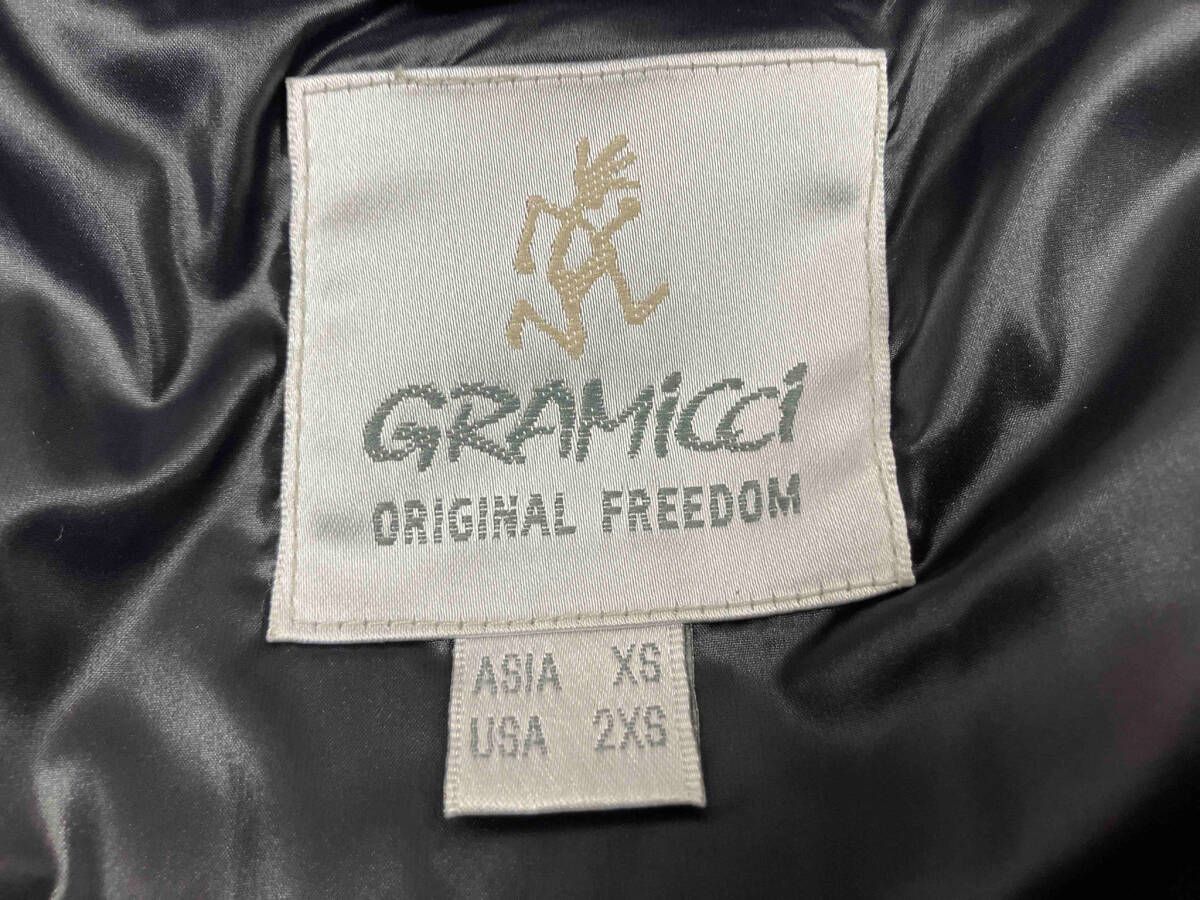 GRAMiCCi
ORIGINAL FREEDOM
ASIA XS
USA 2XS